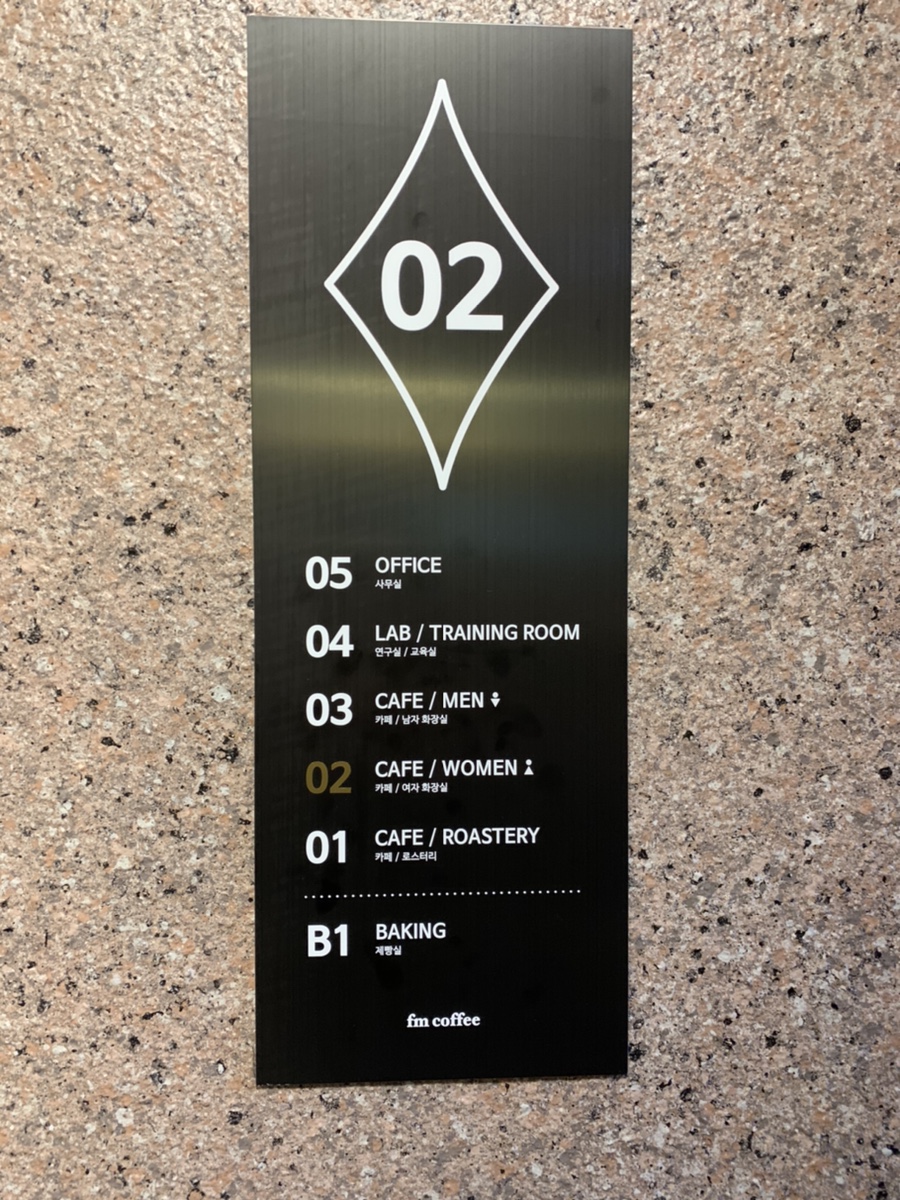 02
05 OFFICE
사무실
04 LAB / TRAINING ROOM
연구실 / 교육실
03 CAFE / MEN
카페 / 남자 화장실
02 CAFE / WOMEN
카페 / 여자 화장실
01 CAFE / ROASTERY
카페 / 로스터리
B1 BAKING
제빵실
fm coffee